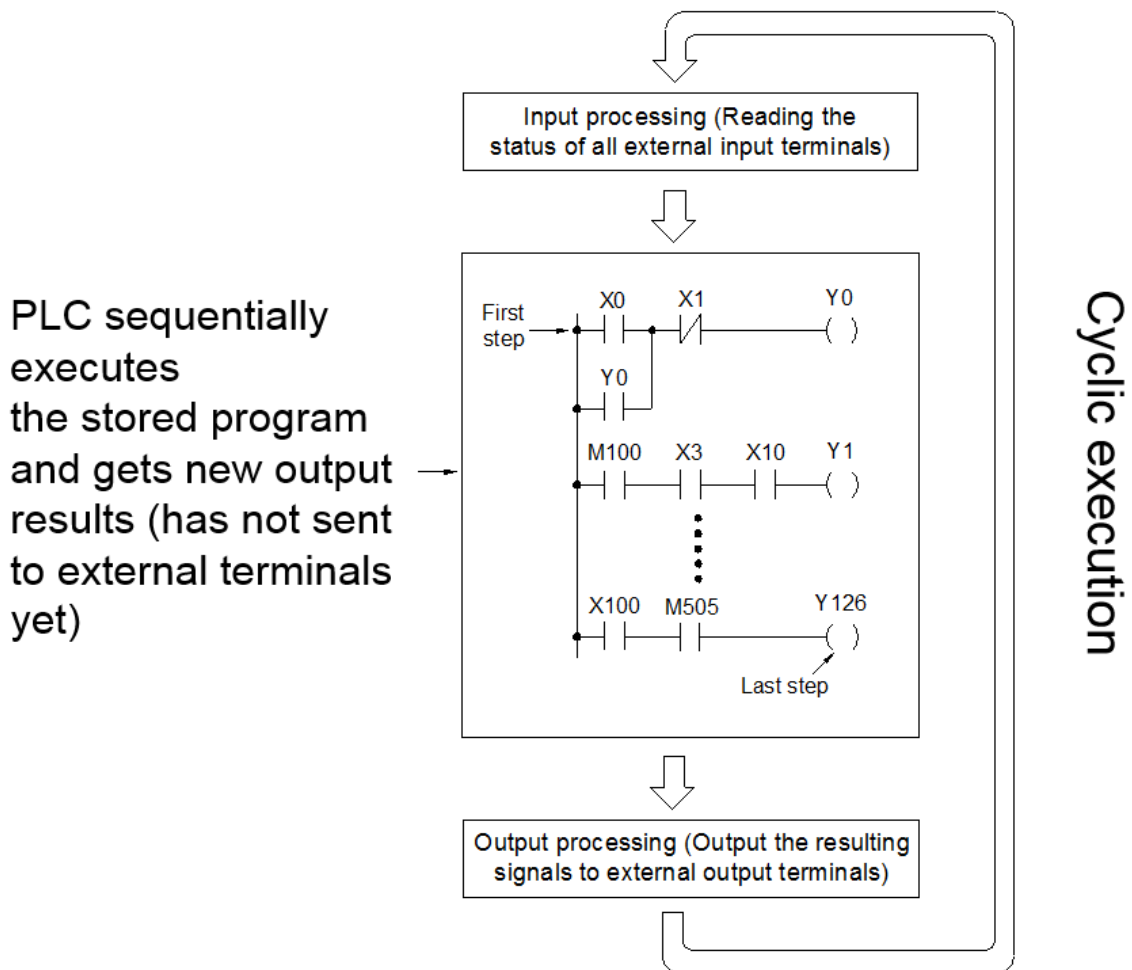 Input processing (Reading the
status of all external input terminals)
PLC sequentially
executes
the stored program
and gets new output
results (has not sent
to external terminals
yet)
First
step
X0 X1 Y0
Y0
M100 X3 X10 Y1
X100 M505 Y126
Last step
Output processing (Output the resulting
signals to external output terminals)
Cyclic execution